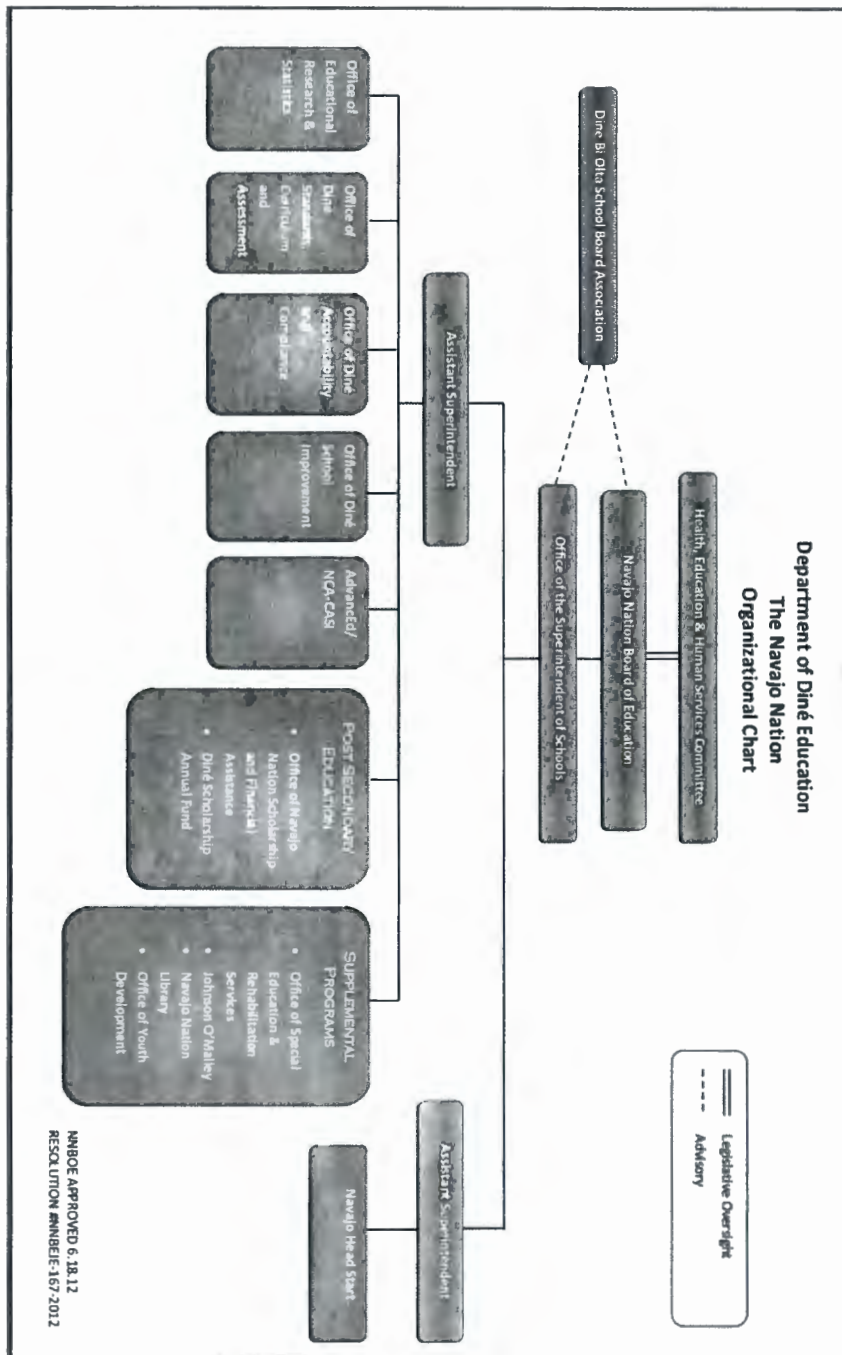 Department of Diné Education
The Navajo Nation
Organizational Chart
Legislative Oversight
Advisory
Health, Education & Human Services Committee
Navajo Nation Board of Education
Office of the Superintendent of Schools
Dine Bi Olta School Board Association
Assistant Superintendent
Assistant Superintendent
Office of
Educational
Research &
Statistics
Office of
Diné
Standards,
Curriculum
and
Assessment
Office of Diné
Accountability
and
Compliance
Office of Diné
School
Improvement
AdvancEd/
NCA-CASI
POST SECONDARY
EDUCATION
• Office of Navajo
Nation Scholarship
and Financial
Assistance
• Diné Scholarship
Annual Fund
SUPPLEMENTAL
PROGRAMS
• Office of Special
Education &
Rehabilitation
Services
• Johnson O'Malley
• Navajo Nation
Library
• Office of Youth
Development
Navajo Head Start
NNBOE APPROVED 6.18.12
RESOLUTION #NNBEJE-167-2012